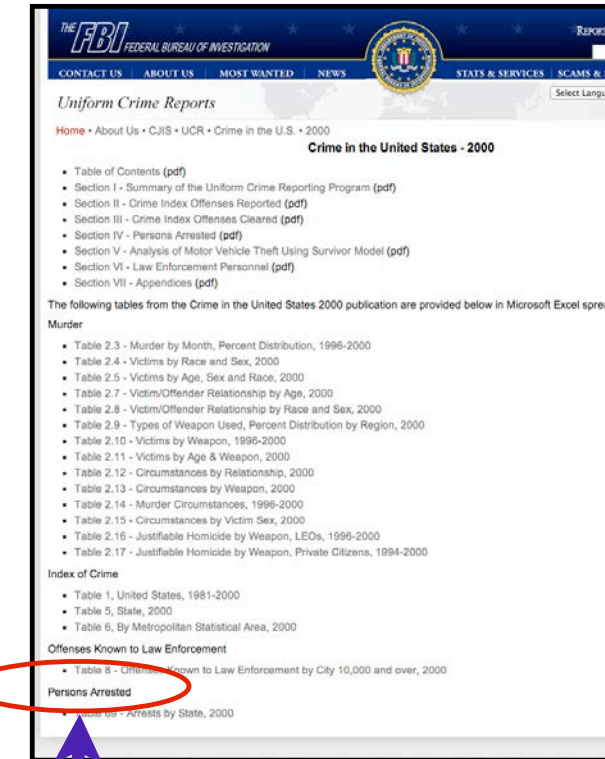 THE FBI FEDERAL BUREAU OF INVESTIGATION
REPORT
CONTACT US ABOUT US MOST WANTED NEWS STATS & SERVICES SCAMS &
Select Langu
Uniform Crime Reports
Home • About Us • CJIS • UCR • Crime in the U.S. • 2000
Crime in the United States - 2000
Table of Contents (pdf)
Section I - Summary of the Uniform Crime Reporting Program (pdf)
Section II - Crime Index Offenses Reported (pdf)
Section III - Crime Index Offenses Cleared (pdf)
Section IV - Persons Arrested (pdf)
Section V - Analysis of Motor Vehicle Theft Using Survivor Model (pdf)
Section VI - Law Enforcement Personnel (pdf)
Section VII - Appendices (pdf)
The following tables from the Crime in the United States 2000 publication are provided below in Microsoft Excel sprea
Murder
Table 2.3 - Murder by Month, Percent Distribution, 1996-2000
Table 2.4 - Victims by Race and Sex, 2000
Table 2.5 - Victims by Age, Sex and Race, 2000
Table 2.7 - Victim/Offender Relationship by Age, 2000
Table 2.8 - Victim/Offender Relationship by Race and Sex, 2000
Table 2.9 - Types of Weapon Used, Percent Distribution by Region, 2000
Table 2.10 - Victims by Weapon, 1996-2000
Table 2.11 - Victims by Age & Weapon, 2000
Table 2.12 - Circumstances by Relationship, 2000
Table 2.13 - Circumstances by Weapon, 2000
Table 2.14 - Murder Circumstances, 1996-2000
Table 2.15 - Circumstances by Victim Sex, 2000
Table 2.16 - Justifiable Homicide by Weapon, LEOs, 1996-2000
Table 2.17 - Justifiable Homicide by Weapon, Private Citizens, 1994-2000
Index of Crime
Table 1, United States, 1981-2000
Table 5, State, 2000
Table 6, By Metropolitan Statistical Area, 2000
Offenses Known to Law Enforcement
Table 8 - Offenses Known to Law Enforcement by City 10,000 and over, 2000
Persons Arrested
Table 69 - Arrests by State, 2000